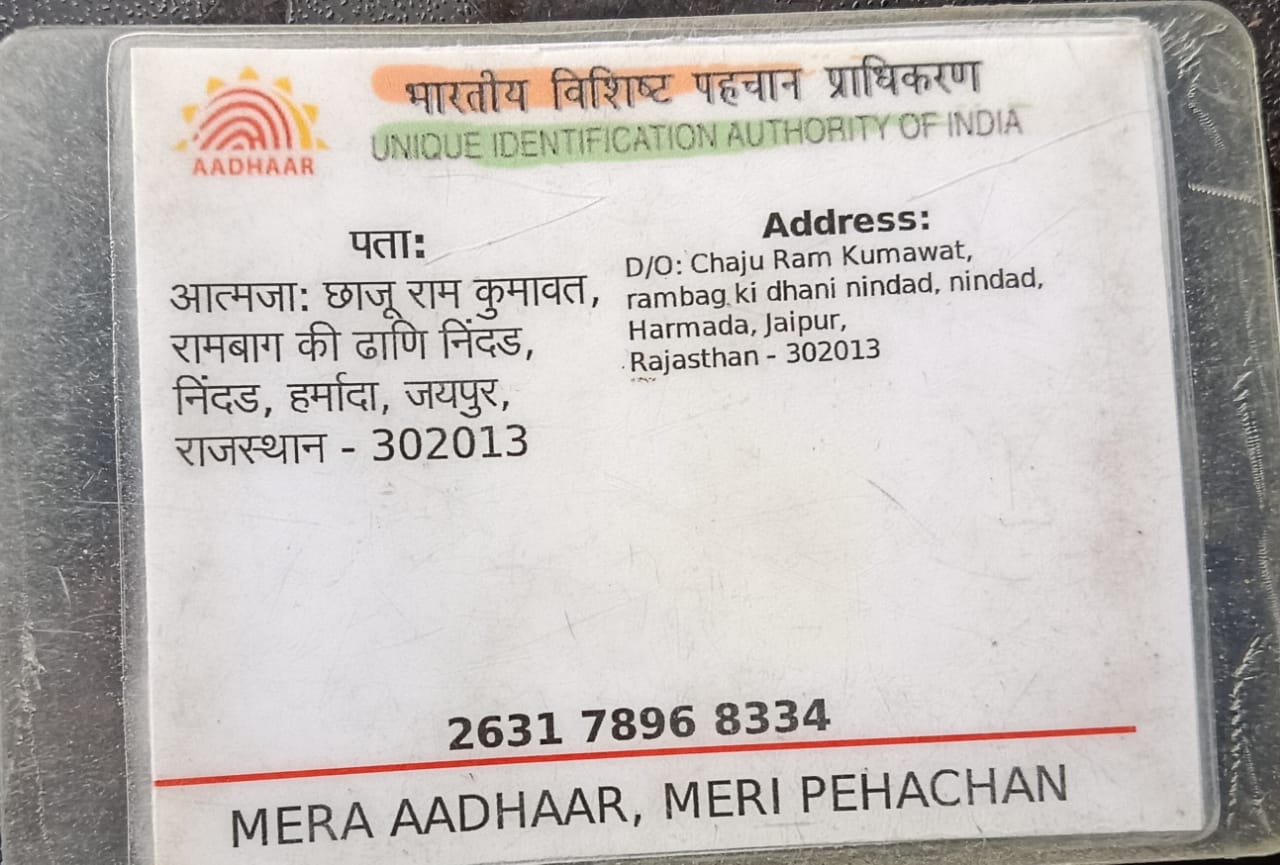 भारतीय विशिष्ट पहचान प्राधिकरण
UNIQUE IDENTIFICATION AUTHORITY OF INDIA
AADHAAR
पता:
आत्मजा: छाजू राम कुमावत,
रामबाग की ढाणि निंदड,
निंदड, हर्मादा, जयपुर,
राजस्थान - 302013
Address:
D/O: Chaju Ram Kumawat,
rambag ki dhani nindad, nindad,
Harmada, Jaipur,
Rajasthan - 302013
2631 7896 8334
MERA AADHAAR, MERI PEHACHAN